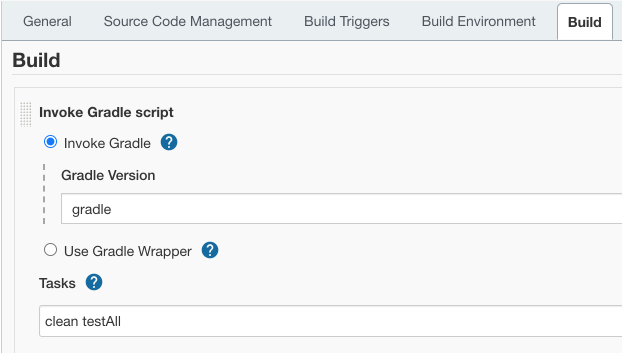 General Source Code Management Build Triggers Build Environment Build
Build
Invoke Gradle script
Invoke Gradle ?
Gradle Version
gradle
Use Gradle Wrapper ?
Tasks ?
clean testAll